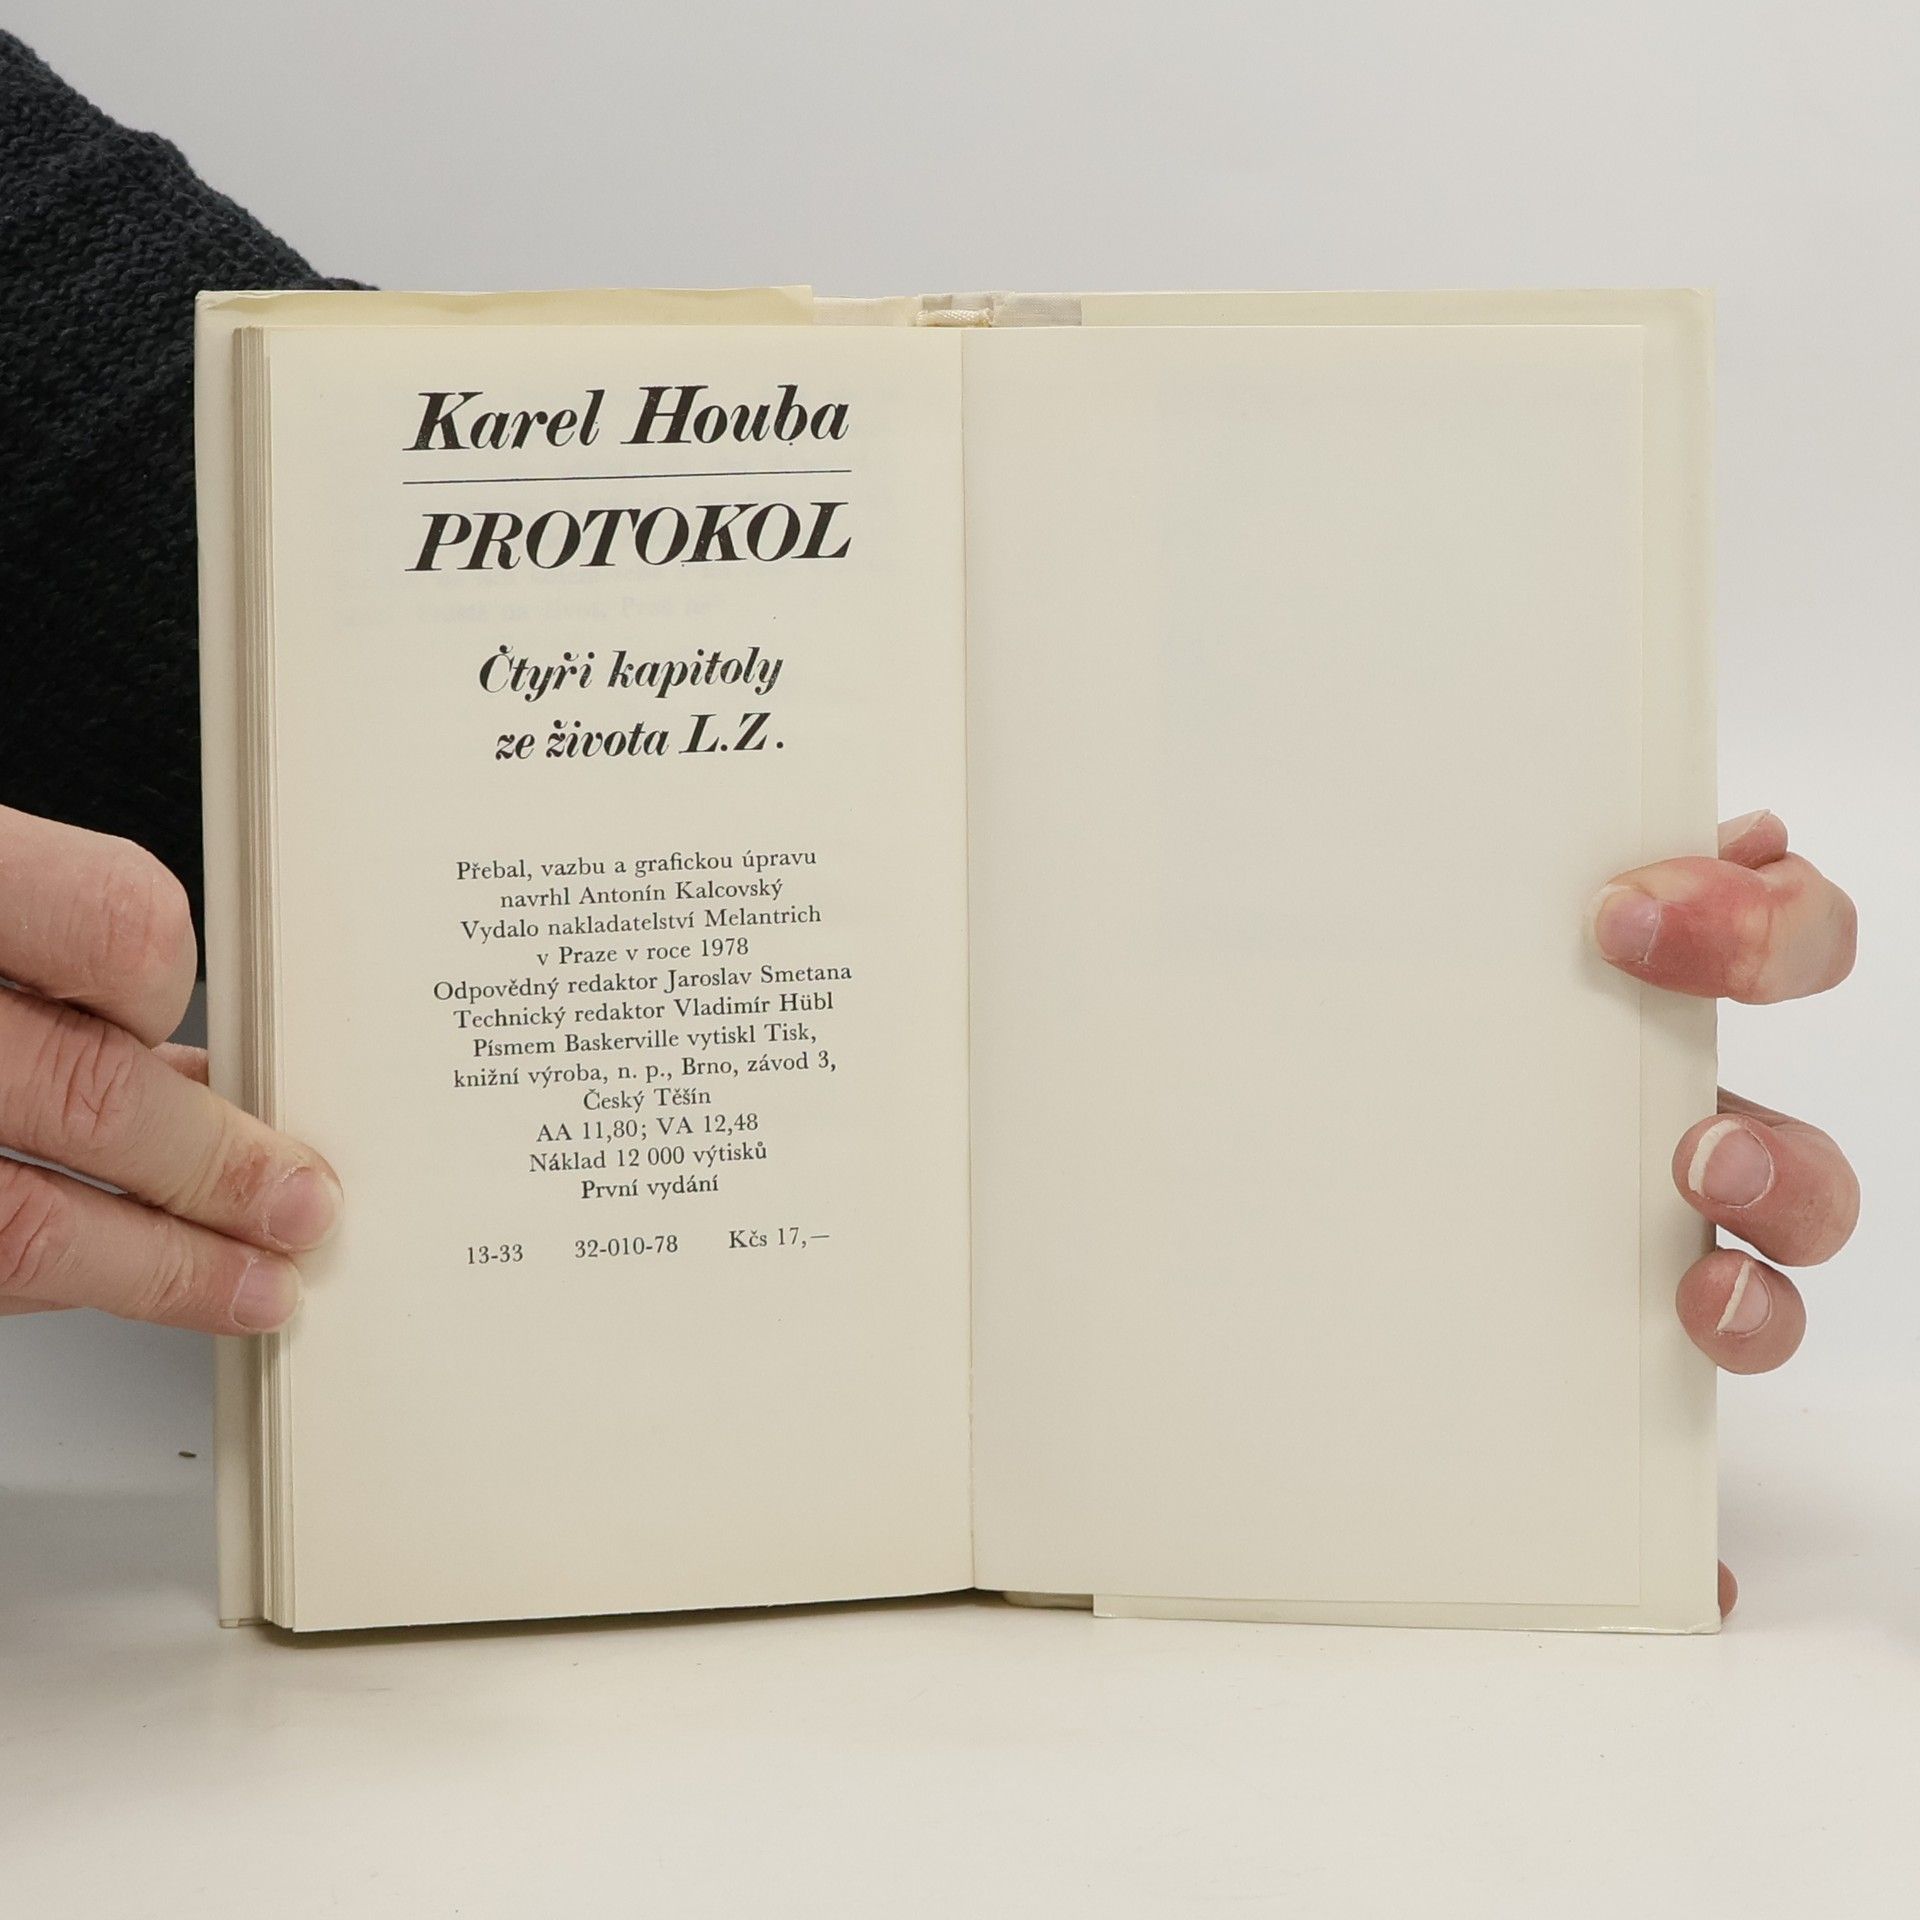 Karel Houba
PROTOKOL
Čtyři kapitoly
ze života L.Z.
Přebal, vazbu a grafickou úpravu
navrhl Antonín Kalcovský
Vydalo nakladatelství Melantrich
v Praze v roce 1978
Odpovědný redaktor Jaroslav Smetana
Technický redaktor Vladimír Hübl
Písmem Baskerville vytiskl Tisk,
knižní výroba, n. p., Brno, závod 3,
Český Těšín
AA 11,80; VA 12,48
Náklad 12 000 výtisků
První vydání
13-33 32-010-78 Kčs 17,—